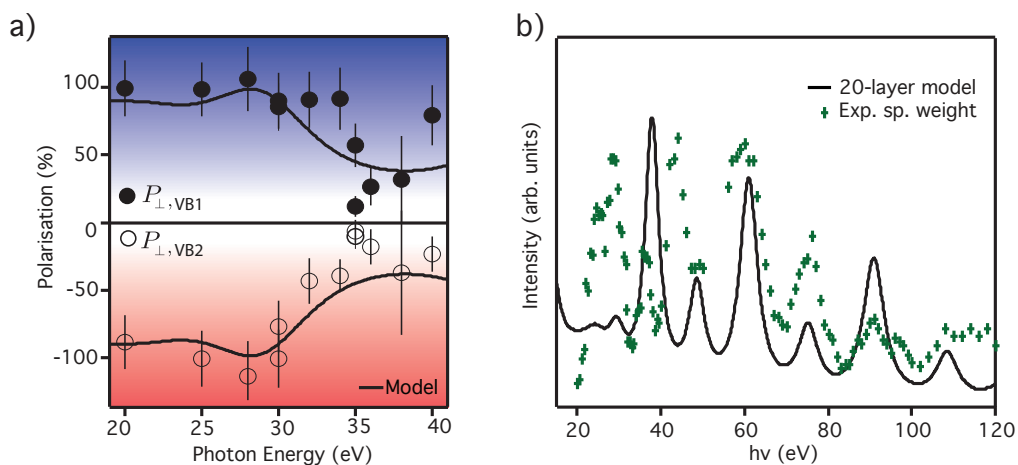 a)
Polarisation (%)
100
50
0
-50
-100
P⊥,VB1
P⊥,VB2
Model
20
25
30
35
40
Photon Energy (eV)
b)
Intensity (arb. units)
20-layer model
Exp. sp. weight
20
40
60
80
100
120
hv (eV)